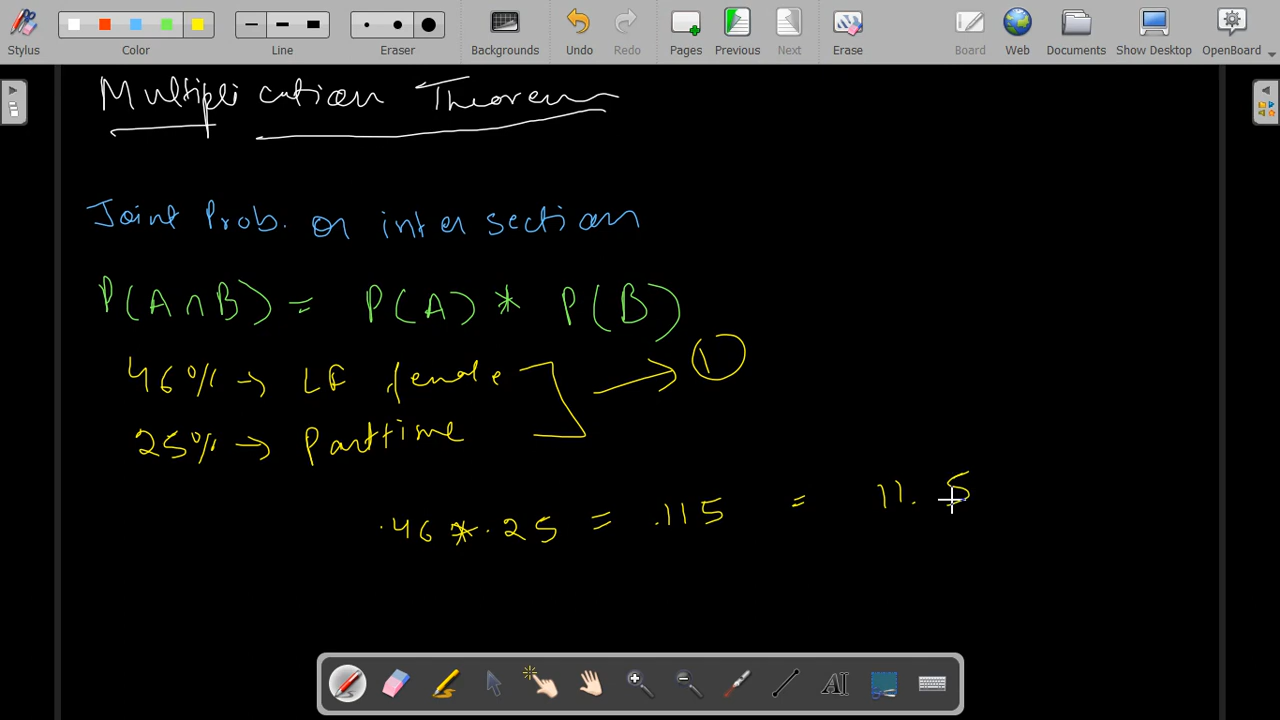 Stylus Color Line Eraser Backgrounds Undo Redo Pages Previous Next Erase Board Web Documents Show Desktop OpenBoard
Multiplication Theorem
Joint Prob. or intersection
P(A∩B) = P(A) * P(B)
46% → LF female
25% → Parttime
→ 1
.46 * .25 = .115 = 11.5